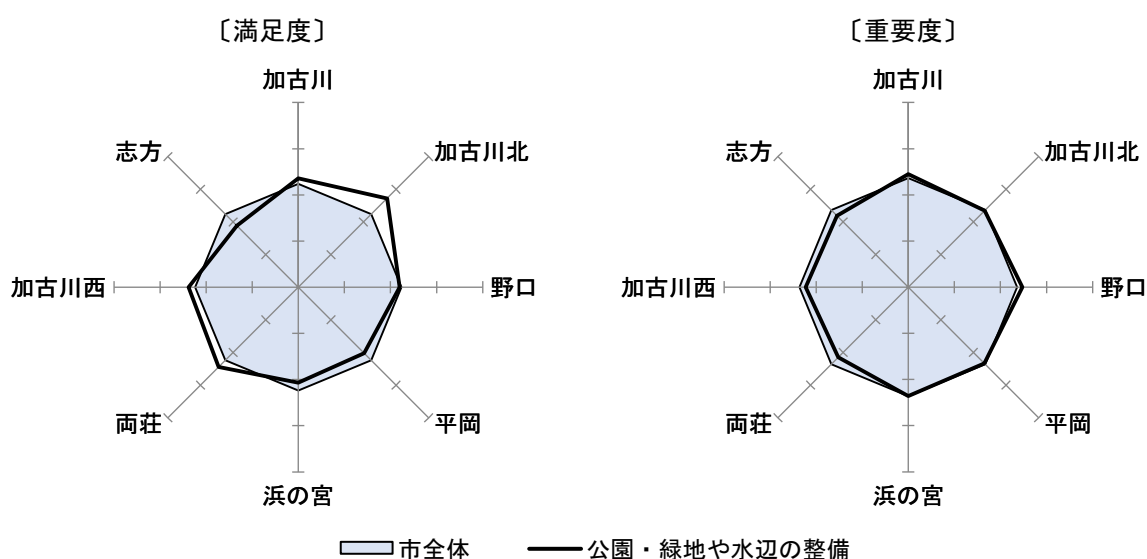 〔満足度〕
加古川
加古川北
野口
平岡
浜の宮
両荘
加古川西
志方
〔重要度〕
加古川
加古川北
野口
平岡
浜の宮
両荘
加古川西
志方
市全体
公園・緑地や水辺の整備